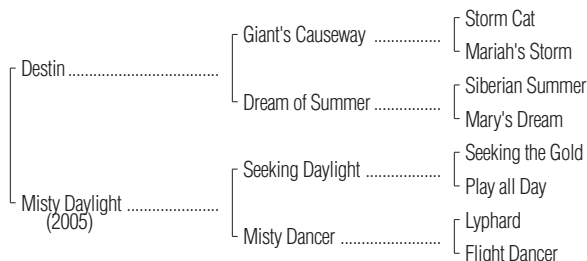 Storm Cat
Giant's Causeway ..................
Mariah's Storm
Destin ..................................
Siberian Summer
Dream of Summer ................
Mary's Dream
Seeking the Gold
Seeking Daylight ..................
Play all Day
Misty Daylight .....................
(2005)
Lyphard
Misty Dancer .......................
Flight Dancer